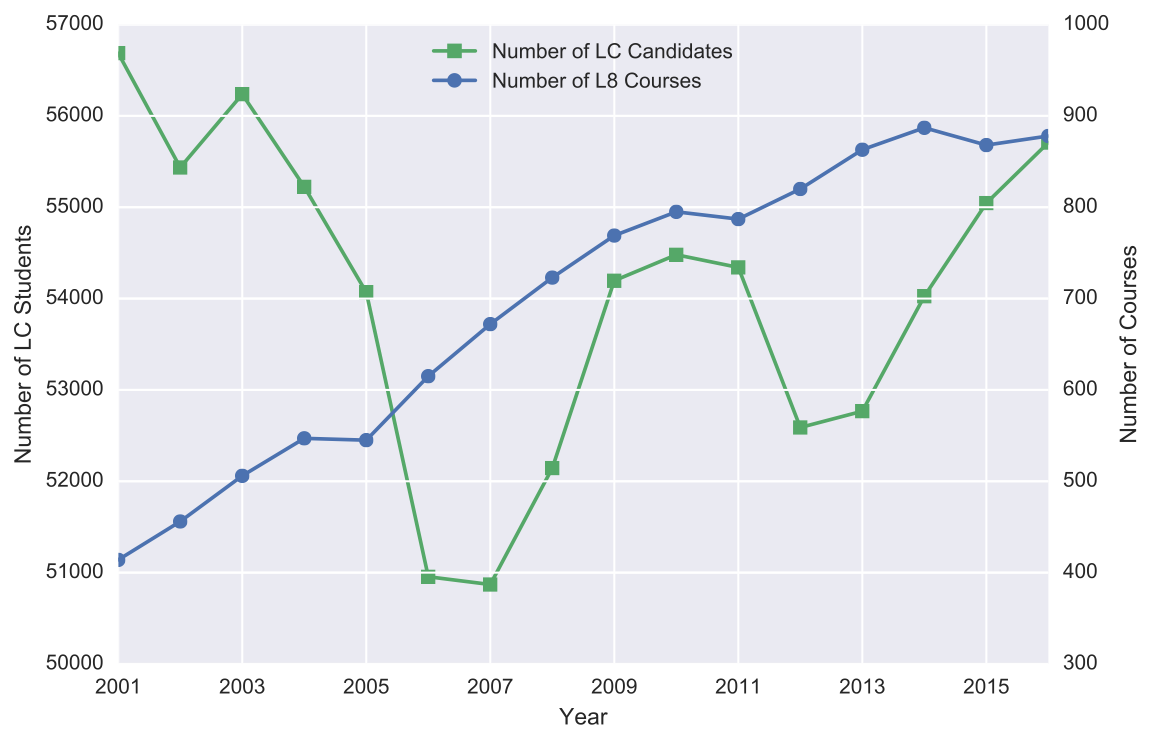 57000
56000
55000
54000
53000
52000
51000
50000
Number of LC Students
Number of LC Candidates
Number of L8 Courses
1000
900
800
700
600
500
400
300
Number of Courses
2001 2003 2005 2007 2009 2011 2013 2015
Year